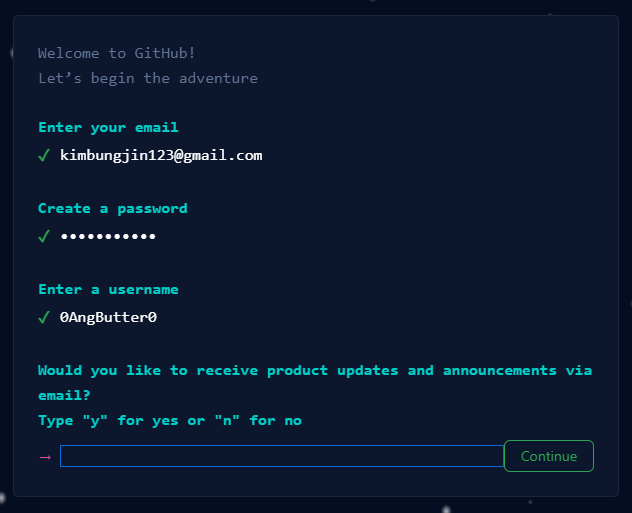 Welcome to GitHub!
Let’s begin the adventure
Enter your email
✓ kimbungjin123@gmail.com
Create a password
✓ •••••••••••
Enter a username
✓ 0AngButter0
Would you like to receive product updates and announcements via
email?
Type "y" for yes or "n" for no
→ Continue